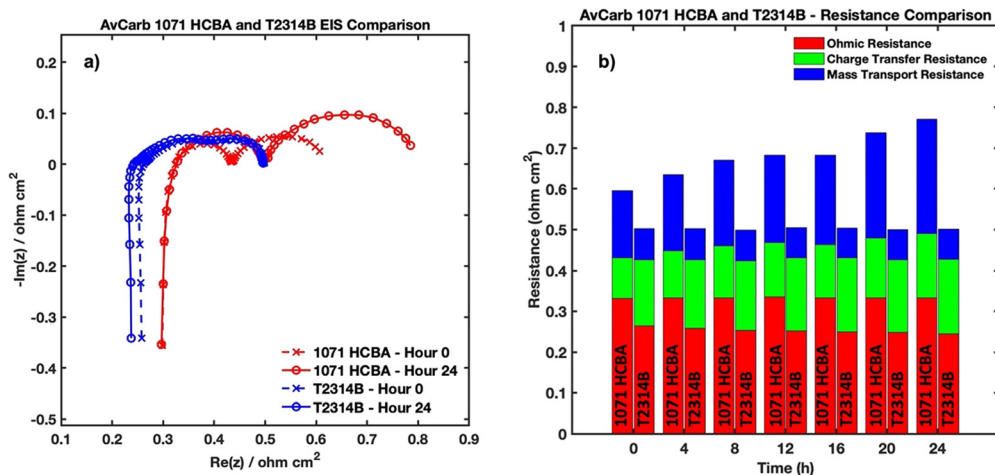 AvCarb 1071 HCBA and T2314B EIS Comparison
a)
0.2
0.1
0
-0.1
-0.2
-0.3
-0.4
-0.5
-Im(z) / ohm cm2
1071 HCBA - Hour 0
1071 HCBA - Hour 24
T2314B - Hour 0
T2314B - Hour 24
0.1 0.2 0.3 0.4 0.5 0.6 0.7 0.8 0.9
Re(z) / ohm cm2
AvCarb 1071 HCBA and T2314B - Resistance Comparison
b)
Ohmic Resistance
Charge Transfer Resistance
Mass Transport Resistance
1
0.9
0.8
0.7
0.6
0.5
0.4
0.3
0.2
0.1
0
Resistance (ohm cm2)
1071 HCBA
T2314B
1071 HCBA
T2314B
1071 HCBA
T2314B
1071 HCBA
T2314B
1071 HCBA
T2314B
1071 HCBA
T2314B
1071 HCBA
T2314B
0 4 8 12 16 20 24
Time (h)